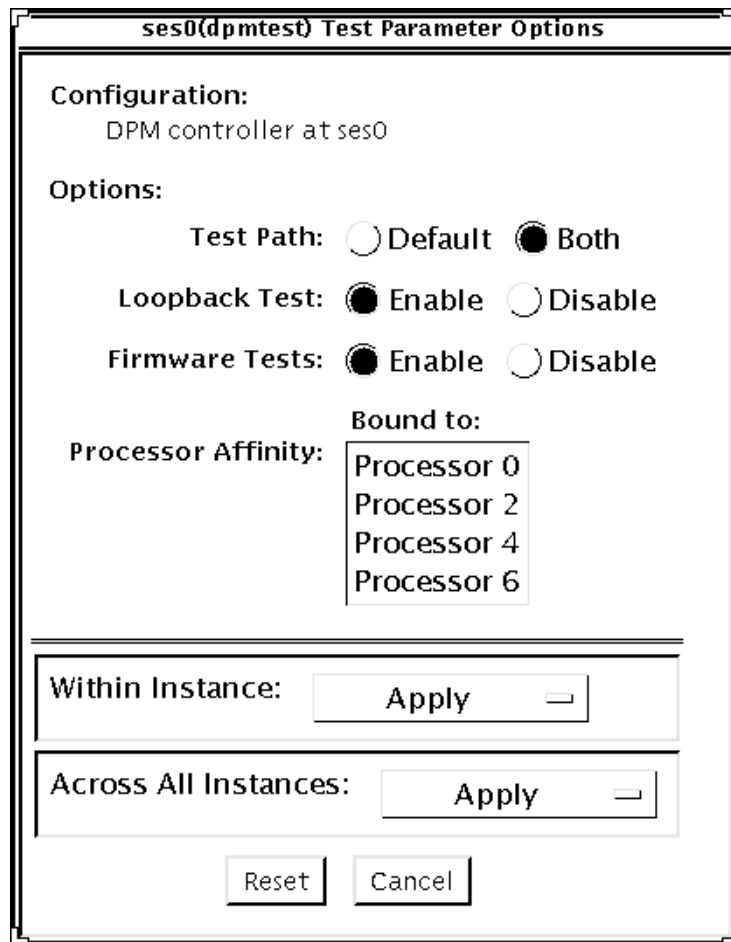 ses0(dpmtest) Test Parameter Options
Configuration:
DPM controller at ses0
Options:
Test Path: Default Both
Loopback Test: Enable Disable
Firmware Tests: Enable Disable
Bound to:
Processor Affinity:
Processor 0
Processor 2
Processor 4
Processor 6
Within Instance: Apply
Across All Instances: Apply
Reset Cancel